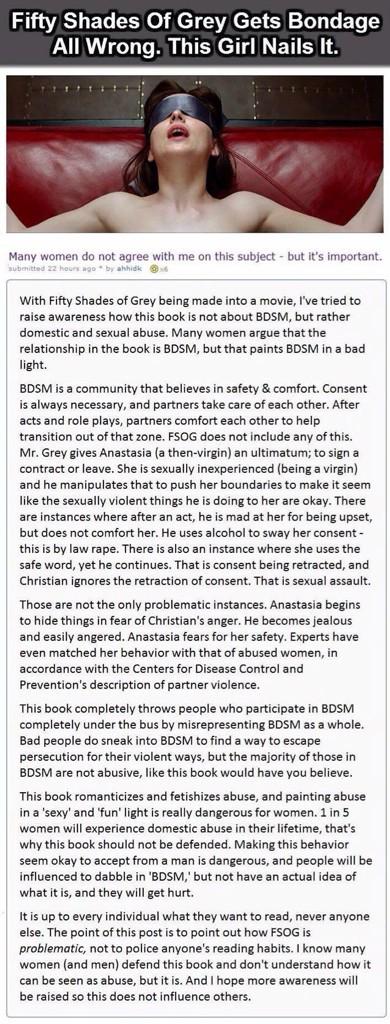 Fifty Shades Of Grey Gets Bondage
All Wrong. This Girl Nails It.
Many women do not agree with me on this subject - but it's important.
submitted 22 hours ago * by ahhidk x6
With Fifty Shades of Grey being made into a movie, I've tried to
raise awareness how this book is not about BDSM, but rather
domestic and sexual abuse. Many women argue that the
relationship in the book is BDSM, but that paints BDSM in a bad
light.
BDSM is a community that believes in safety & comfort. Consent
is always necessary, and partners take care of each other. After
acts and role plays, partners comfort each other to help
transition out of that zone. FSOG does not include any of this.
Mr. Grey gives Anastasia (a then-virgin) an ultimatum; to sign a
contract or leave. She is sexually inexperienced (being a virgin)
and he manipulates that to push her boundaries to make it seem
like the sexually violent things he is doing to her are okay. There
are instances where after an act, he is mad at her for being upset,
but does not comfort her. He uses alcohol to sway her consent -
this is by law rape. There is also an instance where she uses the
safe word, yet he continues. That is consent being retracted, and
Christian ignores the retraction of consent. That is sexual assault.
Those are not the only problematic instances. Anastasia begins
to hide things in fear of Christian's anger. He becomes jealous
and easily angered. Anastasia fears for her safety. Experts have
even matched her behavior with that of abused women, in
accordance with the Centers for Disease Control and
Prevention's description of partner violence.
This book completely throws people who participate in BDSM
completely under the bus by misrepresenting BDSM as a whole.
Bad people do sneak into BDSM to find a way to escape
persecution for their violent ways, but the majority of those in
BDSM are not abusive, like this book would have you believe.
This book romanticizes and fetishizes abuse, and painting abuse
in a 'sexy' and 'fun' light is really dangerous for women. 1 in 5
women will experience domestic abuse in their lifetime, that's
why this book should not be defended. Making this behavior
seem okay to accept from a man is dangerous, and people will be
influenced to dabble in 'BDSM,' but not have an actual idea of
what it is, and they will get hurt.
It is up to every individual what they want to read, never anyone
else. The point of this post is to point out how FSOG is
problematic, not to police anyone's reading habits. I know many
women (and men) defend this book and don't understand how it
can be seen as abuse, but it is. And I hope more awareness will
be raised so this does not influence others.